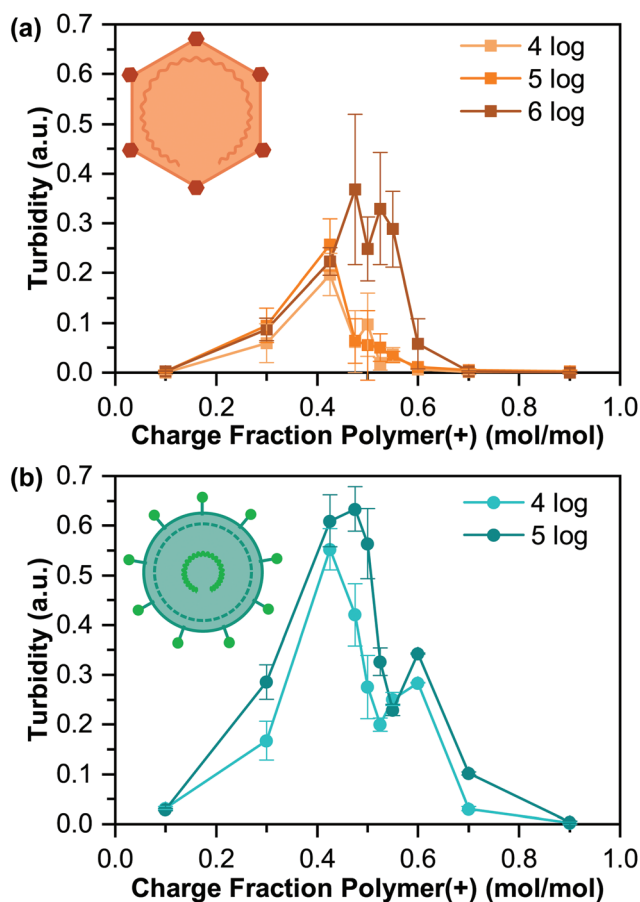 (a)
0.7
0.6
0.5
0.4
0.3
0.2
0.1
0.0
Turbidity (a.u.)
4 log
5 log
6 log
0.0 0.2 0.4 0.6 0.8 1.0
Charge Fraction Polymer(+) (mol/mol)
(b)
0.7
0.6
0.5
0.4
0.3
0.2
0.1
0.0
Turbidity (a.u.)
4 log
5 log
0.0 0.2 0.4 0.6 0.8 1.0
Charge Fraction Polymer(+) (mol/mol)